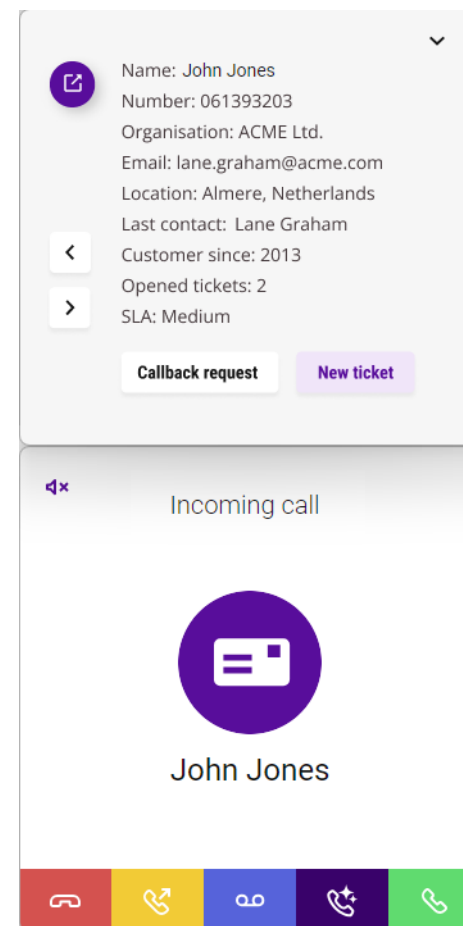 Name: John Jones
Number: 061393203
Organisation: ACME Ltd.
Email: lane.graham@acme.com
Location: Almere, Netherlands
Last contact: Lane Graham
Customer since: 2013
Opened tickets: 2
SLA: Medium
Callback request New ticket
Incoming call
John Jones